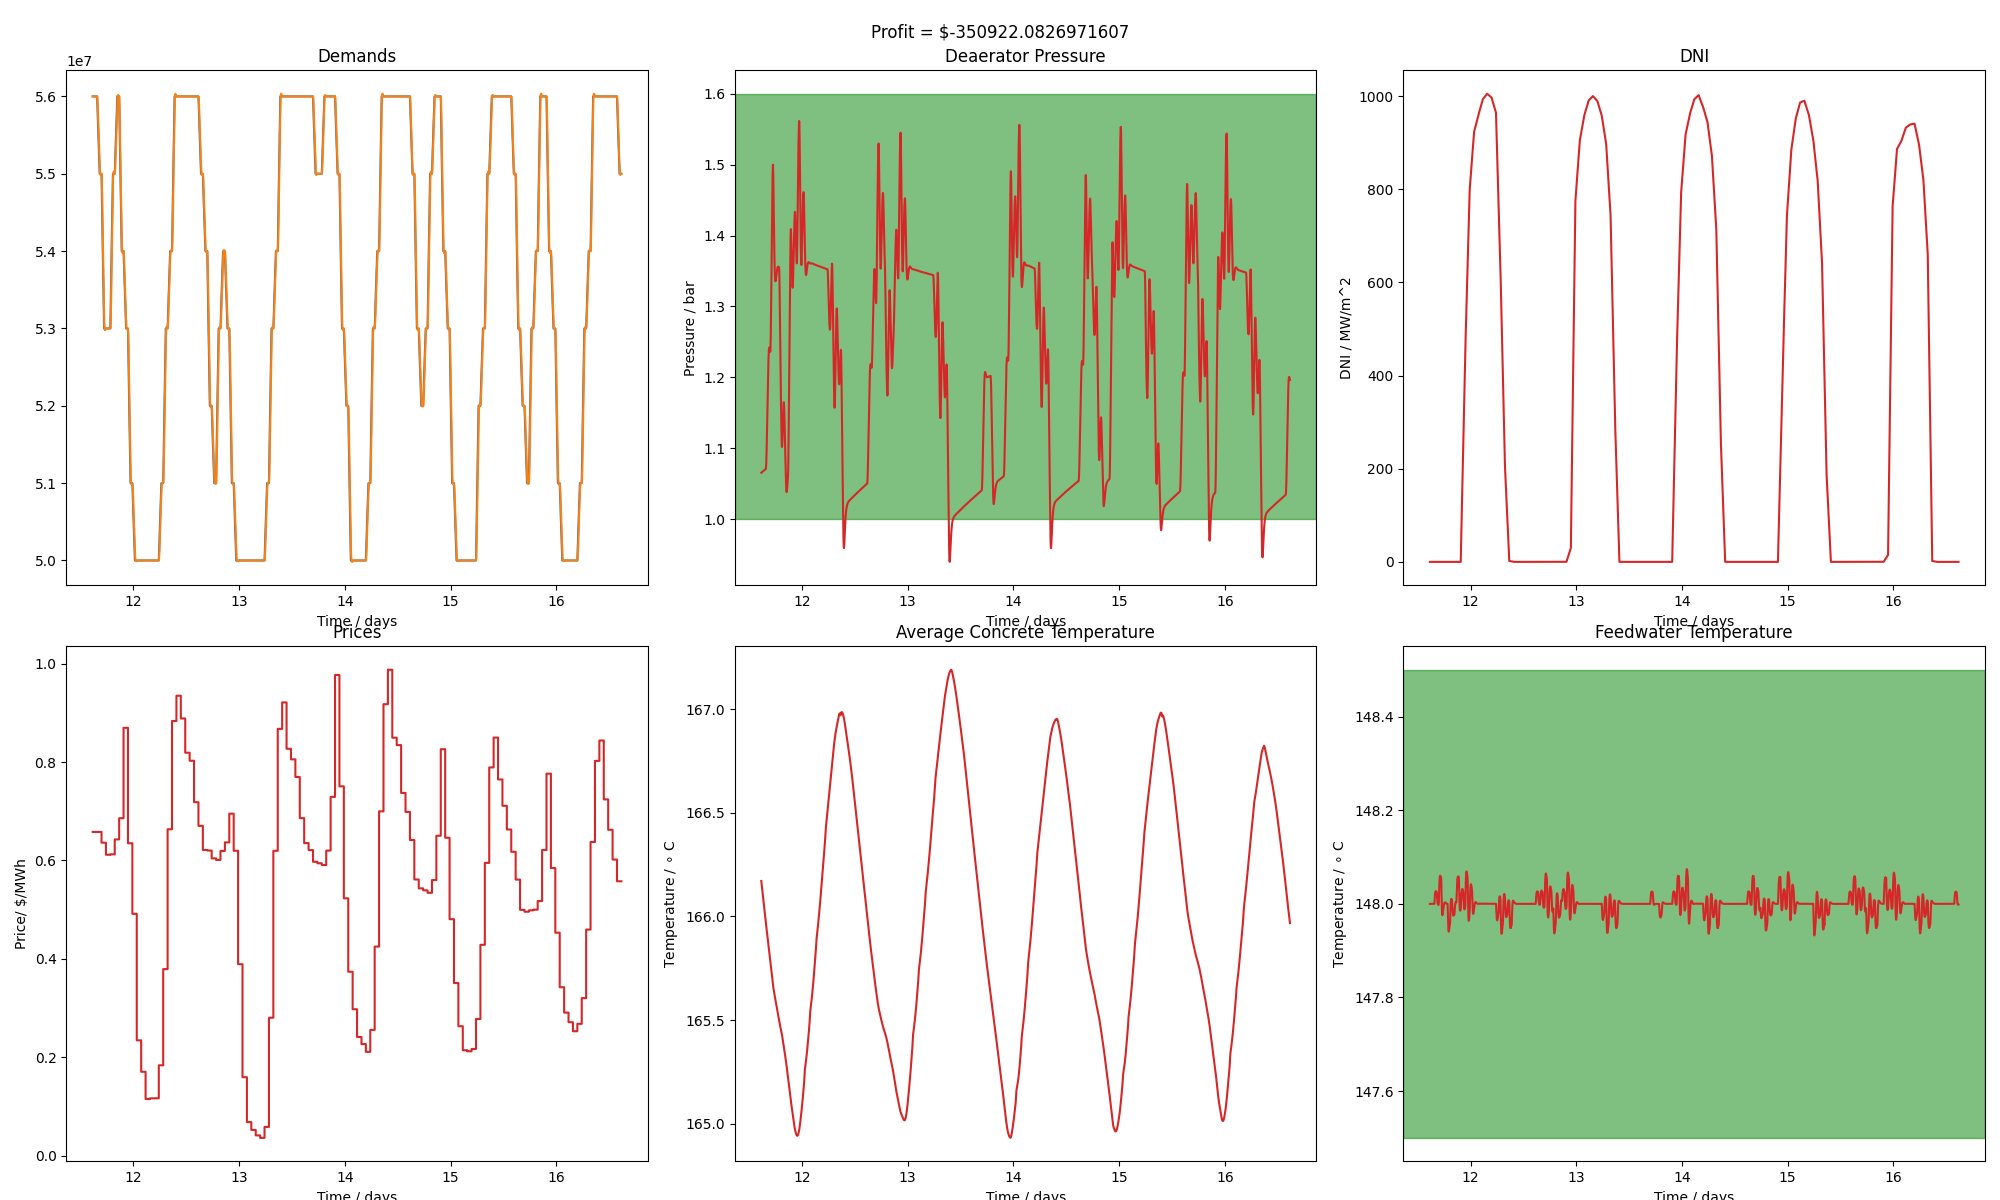 Profit = $-350922.0826971607
Demands
1e7
5.6
5.5
5.4
5.3
5.2
5.1
5.0
12 13 14 15 16
Time / days
Deaerator Pressure
Pressure / bar
1.6
1.5
1.4
1.3
1.2
1.1
1.0
12 13 14 15 16
Time / days
DNI
DNI / MW/m^2
1000
800
600
400
200
0
12 13 14 15 16
Time / days
Prices
Price/ $/MWh
1.0
0.8
0.6
0.4
0.2
0.0
12 13 14 15 16
Time / days
Average Concrete Temperature
Temperature / ∘ C
167.0
166.5
166.0
165.5
165.0
12 13 14 15 16
Time / days
Feedwater Temperature
Temperature / ∘ C
148.4
148.2
148.0
147.8
147.6
12 13 14 15 16
Time / days